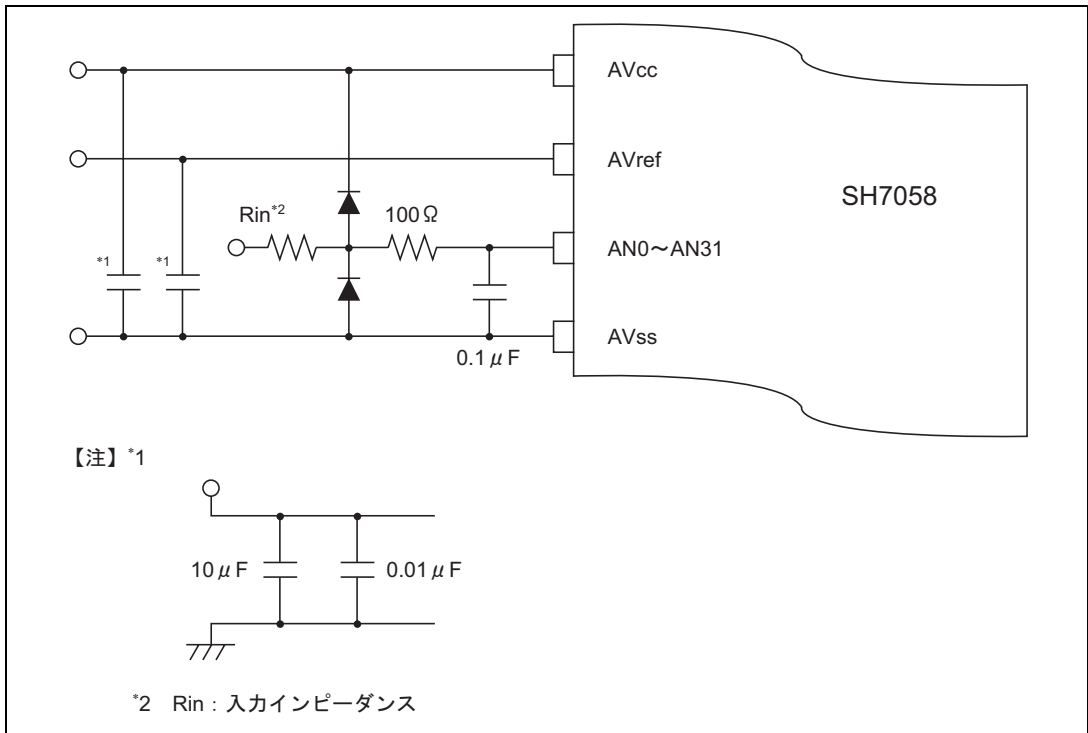 AVcc
AVref
SH7058
Rin*2
100Ω
AN0～AN31
*1
*1
AVss
0.1μF
【注】*1
10μF
0.01μF
*2 Rin：入力インピーダンス